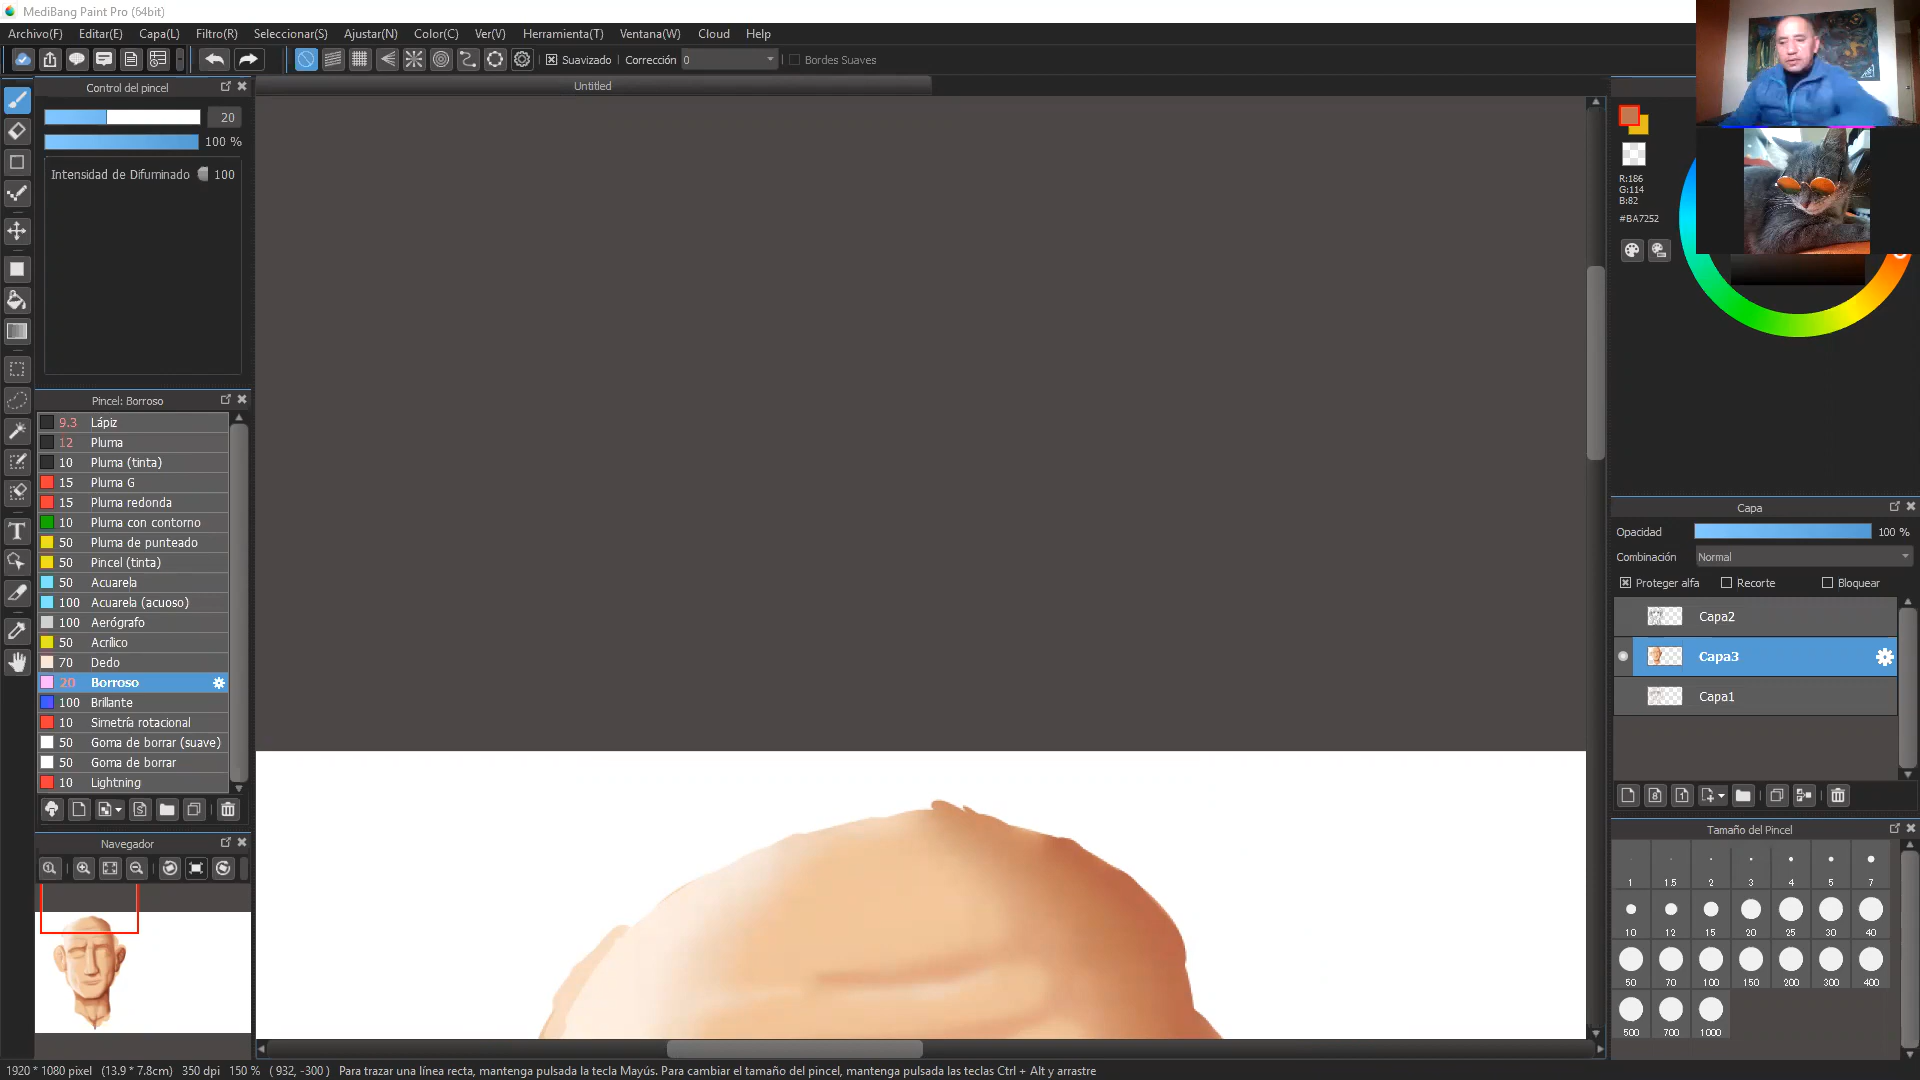 MediBang Paint Pro (64bit)
Archivo(F) Editar(E) Capa(L) Filtro(R) Seleccionar(S) Ajustar(N) Color(C) Ver(V) Herramienta(T) Ventana(W) Cloud Help
Suavizado Corrección 0 Bordes Suaves
Control del pincel
Untitled
20
100 %
Intensidad de Difuminado 100
R:186
G:114
B:82
#BA7252
Pincel: Borroso
9.3 Lápiz
12 Pluma
10 Pluma (tinta)
15 Pluma G
15 Pluma redonda
10 Pluma con contorno
50 Pluma de punteado
50 Pincel (tinta)
50 Acuarela
100 Acuarela (acuoso)
100 Aerógrafo
50 Acrílico
70 Dedo
20 Borroso
100 Brillante
10 Simetría rotacional
50 Goma de borrar (suave)
50 Goma de borrar
10 Lightning
Navegador
Capa
Opacidad 100 %
Combinación Normal
Proteger alfa Recorte Bloquear
Capa2
Capa3
Capa1
Tamaño del Pincel
1 1.5 2 3 4 5 7
10 12 15 20 25 30 40
50 70 100 150 200 300 400
500 700 1000
1920 * 1080 pixel (13.9 * 7.8cm) 350 dpi 150 % ( 932, -300 ) Para trazar una línea recta, mantenga pulsada la tecla Mayús. Para cambiar el tamaño del pincel, mantenga pulsada las teclas Ctrl + Alt y arrastre